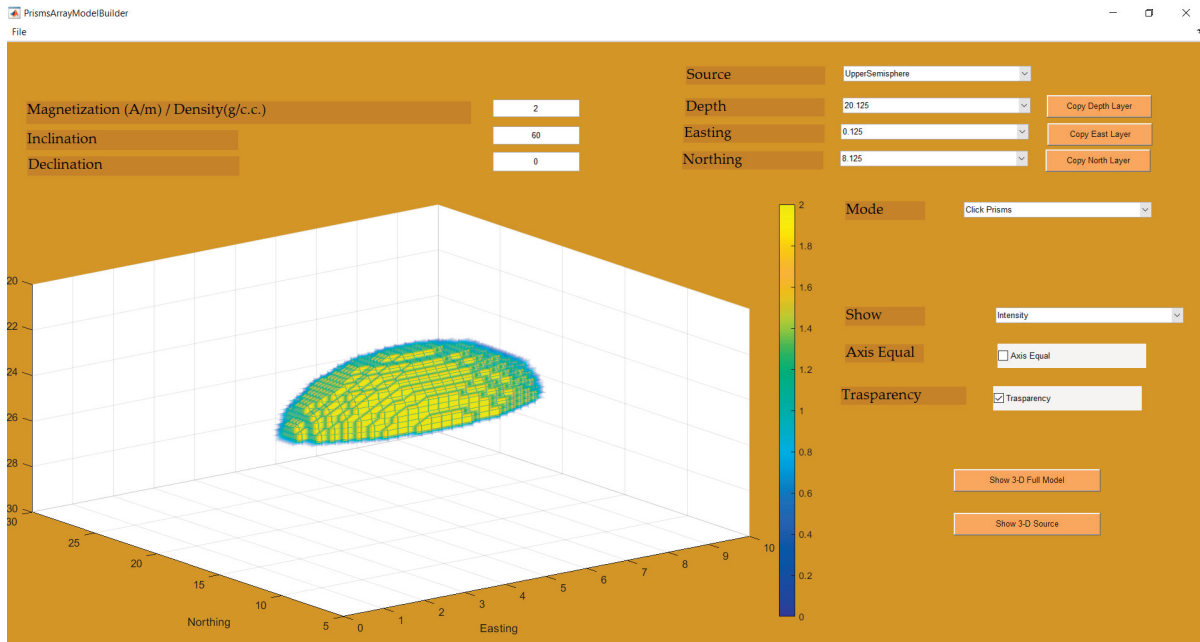 PrismsArrayModelBuilder
File
Source
UpperSemisphere
Magnetization (A/m) / Density(g/c.c.)
2
Depth
20.125
Copy Depth Layer
Inclination
60
Easting
0.125
Copy East Layer
Declination
0
Northing
8.125
Copy North Layer
Mode
Click Prisms
Show
Intensity
Axis Equal
Axis Equal
Trasparency
Trasparency
Show 3-D Full Model
Show 3-D Source
20
22
24
26
28
30
30
25
20
15
10
5
Northing
0
1
2
3
4
5
6
7
8
9
10
Easting
2
1.8
1.6
1.4
1.2
1
0.8
0.6
0.4
0.2
0